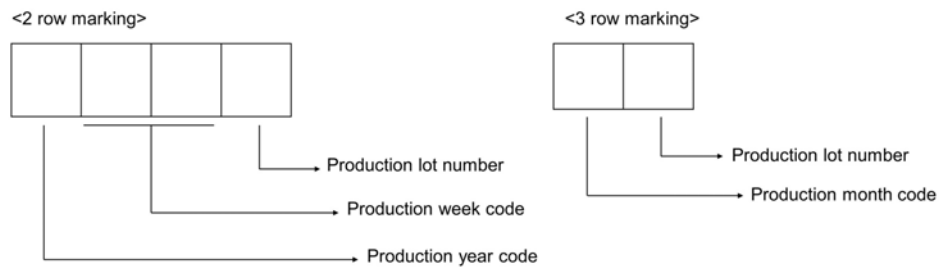 <2 row marking>
<3 row marking>
Production lot number
Production week code
Production year code
Production lot number
Production month code